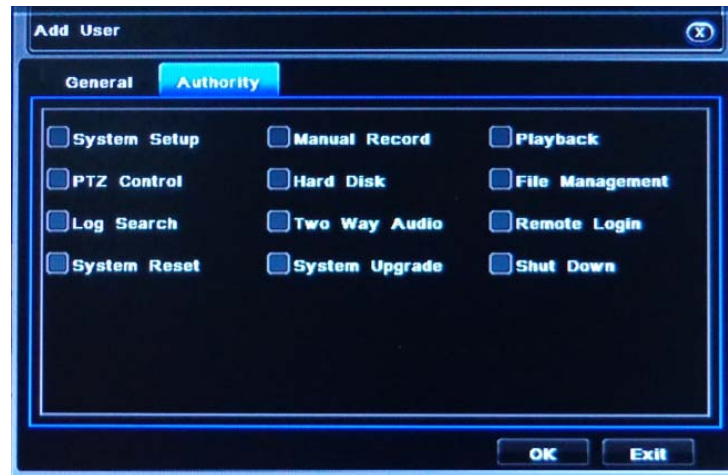 Add User X
General Authority
System Setup Manual Record Playback
PTZ Control Hard Disk File Management
Log Search Two Way Audio Remote Login
System Reset System Upgrade Shut Down
OK Exit